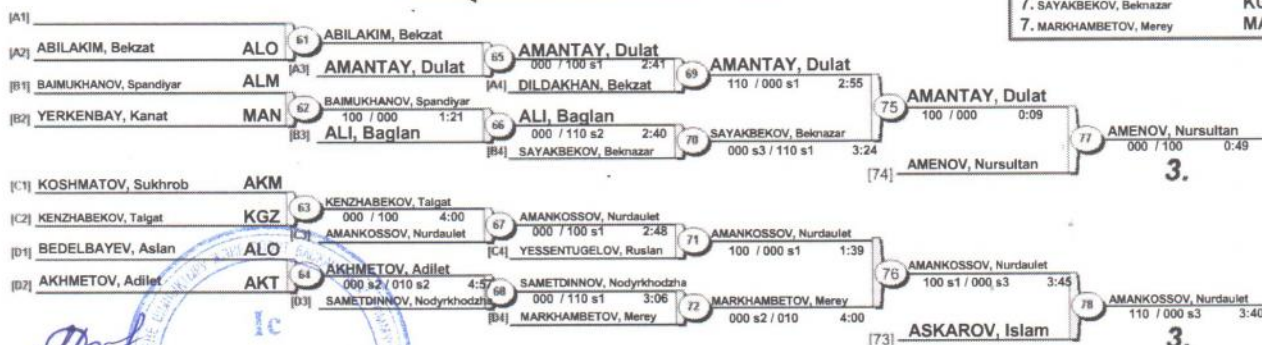 7. SAYAKBEKOV, Beknazar
7. MARKHAMBETOV, Merey
[A1]
[A2] ABILAKIM, Bekzat ALO
61 ABILAKIM, Bekzat
[A3] AMANTAY, Dulat
65 AMANTAY, Dulat
000 / 100 s1 2:41
[A4] DILDAKHAN, Bekzat
69 AMANTAY, Dulat
110 / 000 s1 2:55
[B1] BAIMUKHANOV, Spandiyar ALM
[B2] YERKENBAY, Kanat MAN
62 BAIMUKHANOV, Spandiyar
100 / 000 1:21
[B3] ALI, Baglan
66 ALI, Baglan
000 / 110 s2 2:40
[B4] SAYAKBEKOV, Beknazar
70 SAYAKBEKOV, Beknazar
000 s3 / 110 s1 3:24
75 AMANTAY, Dulat
100 / 000 0:09
[74] AMENOV, Nursultan
77 AMENOV, Nursultan
000 / 100 0:49
3.
[C1] KOSHMATOV, Sukhrob AKM
[C2] KENZHABEKOV, Talgat KGZ
63 KENZHABEKOV, Talgat
000 / 100 4:00
[C3] AMANKOSSOV, Nurdaulet
67 AMANKOSSOV, Nurdaulet
000 / 100 s1 2:48
[C4] YESSENTUGELOV, Ruslan
71 AMANKOSSOV, Nurdaulet
100 / 000 s1 1:39
[D1] BEDELBAYEV, Aslan ALO
[D2] AKHMETOV, Adilet AKT
64 AKHMETOV, Adilet
000 s2 / 010 s2 4:57
[D3] SAMETDINNOV, Nodyrkhodzha
68 SAMETDINNOV, Nodyrkhodzha
000 / 110 s1 3:06
[D4] MARKHAMBETOV, Merey
72 MARKHAMBETOV, Merey
000 s2 / 010 4:00
76 AMANKOSSOV, Nurdaulet
100 s1 / 000 s3 3:45
[73] ASKAROV, Islam
78 AMANKOSSOV, Nurdaulet
110 / 000 s3 3:40
3.